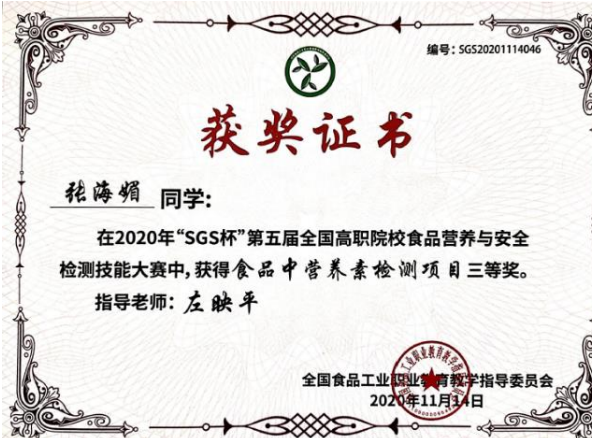 编号：SGS20201114046
获奖证书
张海媚 同学：
在2020年“SGS杯”第五届全国高职院校食品营养与安全
检测技能大赛中,获得食品中营养素检测项目三等奖。
指导老师：左映平
全国食品工业职业教育教学指导委员会
2020年11月14日